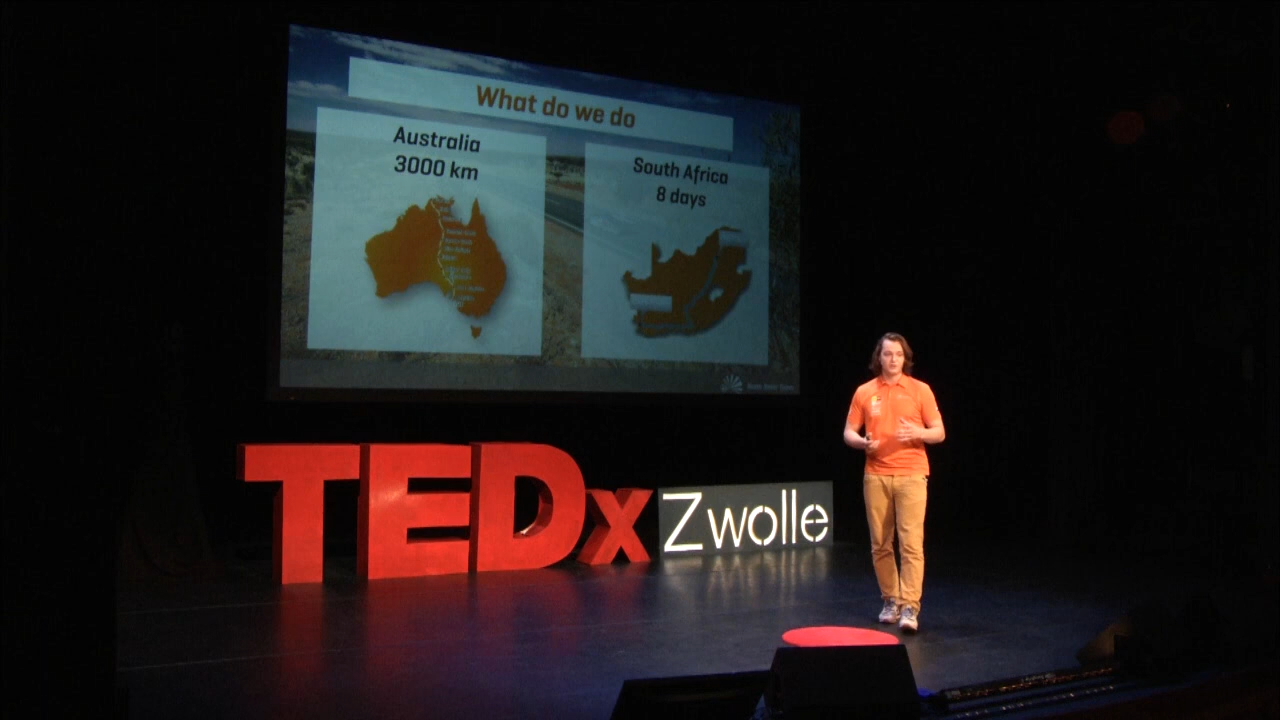 What do we do
Australia
3000 km
South Africa
8 days
TEDx
Zwolle